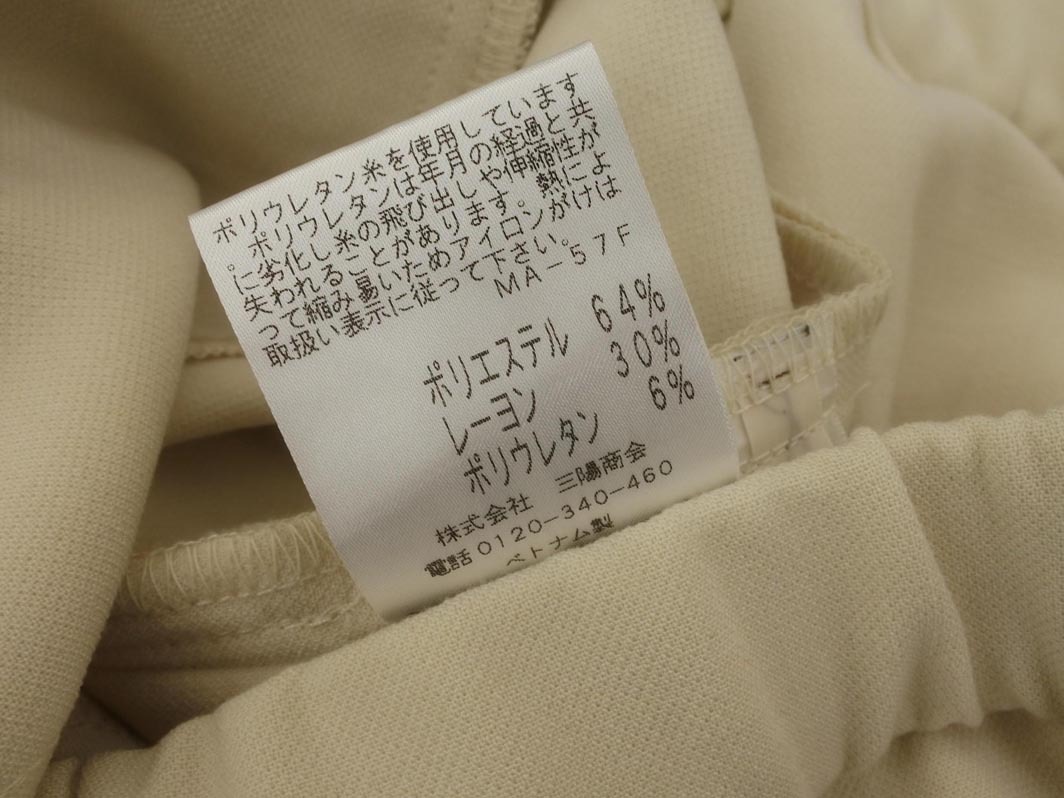 ポリウレタン糸を使用しています
ポリウレタンは年月の経過と共
に劣化し糸の飛び出しや伸縮性が
失われることがあります。熱によ
って縮み易いためアイロンがけは
取扱い表示に従って下さい。
MA-57F
ポリエステル 64%
レーヨン 30%
ポリウレタン 6%
株式会社 三陽商会
電話0120-340-460
ベトナム製